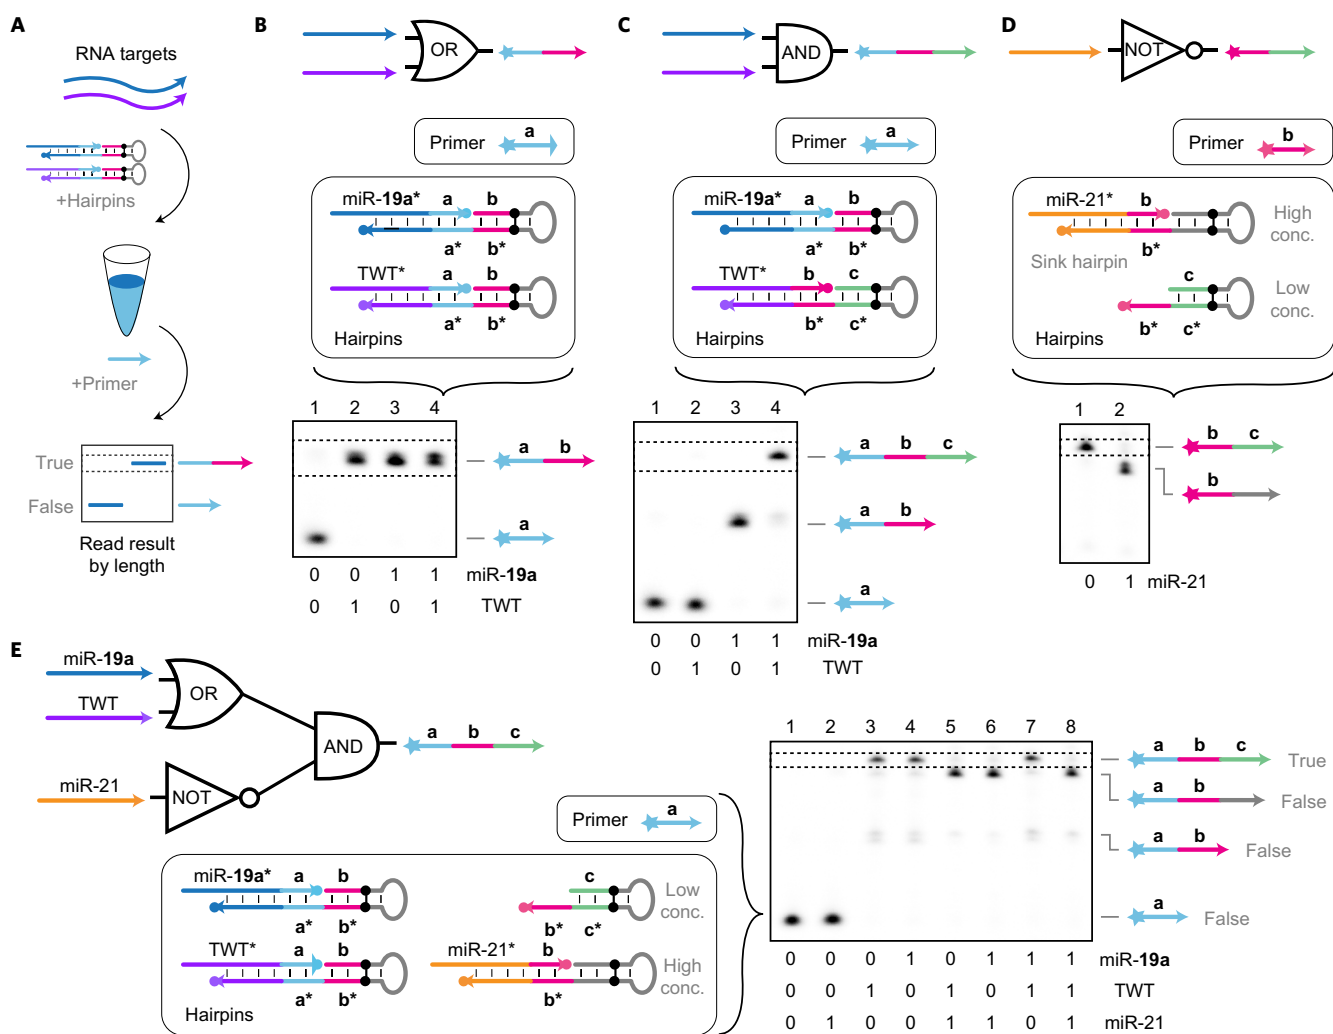 A
RNA targets
+Hairpins
+Primer
True
False
Read result
by length
B
OR
Primer
a
miR-19a*
a
b
a*
b*
TWT*
a
b
a*
b*
Hairpins
1 2 3 4
a b
a
0 0 1 1 miR-19a
0 1 0 1 TWT
C
AND
Primer
a
miR-19a*
a
b
a*
b*
TWT*
b
c
b*
c*
Hairpins
1 2 3 4
a b c
a b
a
0 0 1 1 miR-19a
0 1 0 1 TWT
D
NOT
Primer
b
miR-21*
b
b*
High
conc.
Sink hairpin
c
Low
conc.
b* c*
Hairpins
1 2
b c
b
0 1 miR-21
E
miR-19a
OR
TWT
AND
a b c
miR-21
NOT
Primer
a
miR-19a*
a
b
a*
b*
c
Low
conc.
b* c*
TWT*
a
b
a*
b*
miR-21*
b
High
conc.
b*
Hairpins
1 2 3 4 5 6 7 8
a b c
True
a b
False
a b
False
a
False
0 0 0 1 0 1 1 1 miR-19a
0 0 1 0 1 0 1 1 TWT
0 1 0 0 1 1 0 1 miR-21